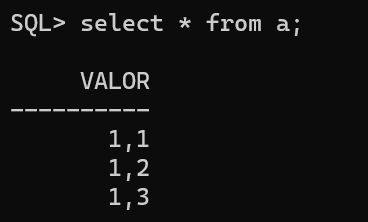 SQL> select * from a;
VALOR
----------
1,1
1,2
1,3